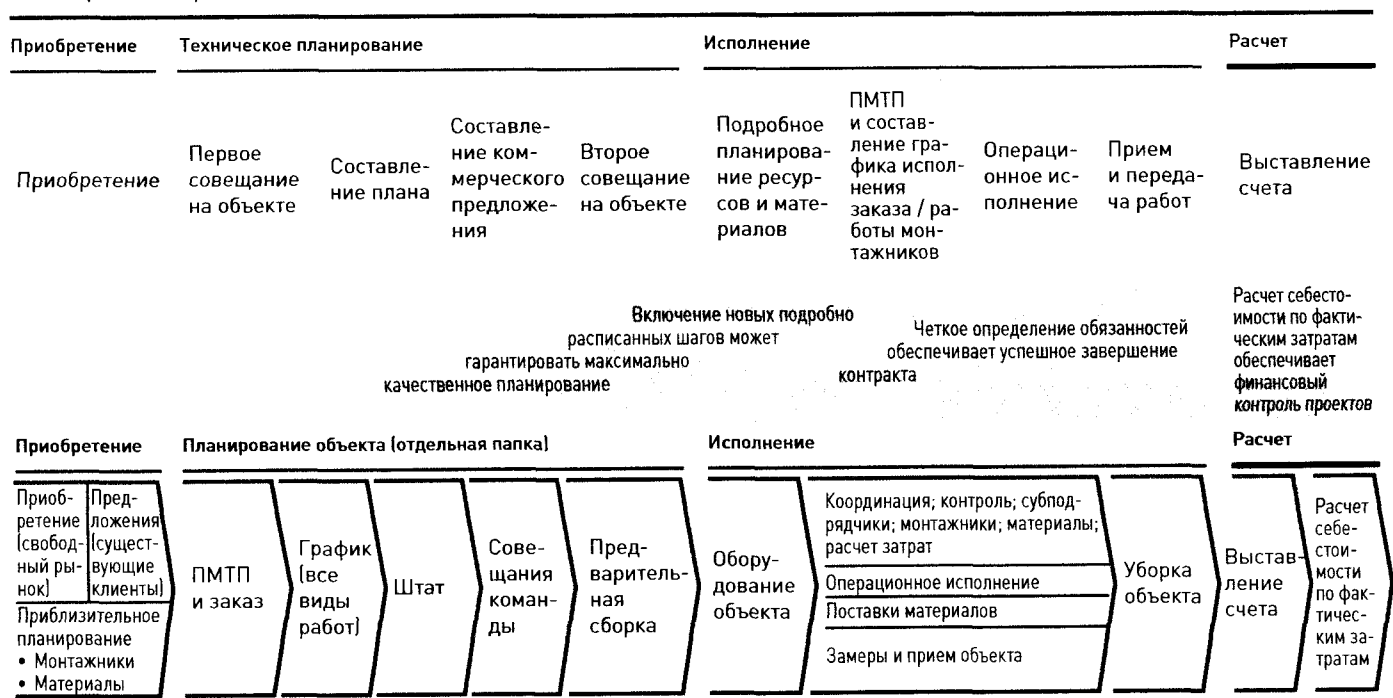 Приобретение
Техническое планирование
Исполнение
Расчет
Приобретение
Первое
совещание
на объекте
Составле-
ние плана
Составле-
ние ком-
мерческого
предложе-
ния
Второе
совещание
на объекте
Подробное
планирова-
ние ресур-
сов и мате-
риалов
ПМТП
и состав-
ление гра-
фика испол-
нения
заказа / ра-
боты мон-
тажников
Операци-
онное ис-
полнение
Прием
и переда-
ча работ
Выставление
счета
Включение новых подробно
расписанных шагов может
гарантировать максимально
качественное планирование
Четкое определение обязанностей
обеспечивает успешное завершение
контракта
Расчет себесто-
имости по факти-
ческим затратам
обеспечивает
финансовый
контроль проектов
Приобретение
Планирование объекта (отдельная папка)
Исполнение
Расчет
Приоб-
ретение
(свобод-
ный ры-
нок)
Пред-
ложения
(сущест-
вующие
клиенты)
Приблизительное
планирование
• Монтажники
• Материалы
ПМТП
и заказ
График
(все
виды
работ)
Штат
Сове-
щания
коман-
ды
Пред-
варитель-
ная
сборка
Обору-
дование
объекта
Координация; контроль; субпод-
рядчики; монтажники; материалы;
расчет затрат
Операционное исполнение
Поставки материалов
Замеры и прием объекта
Уборка
объекта
Выстав-
ление
счета
Расчет
себе-
стои-
мости
по фак-
тичес-
ким за-
тратам